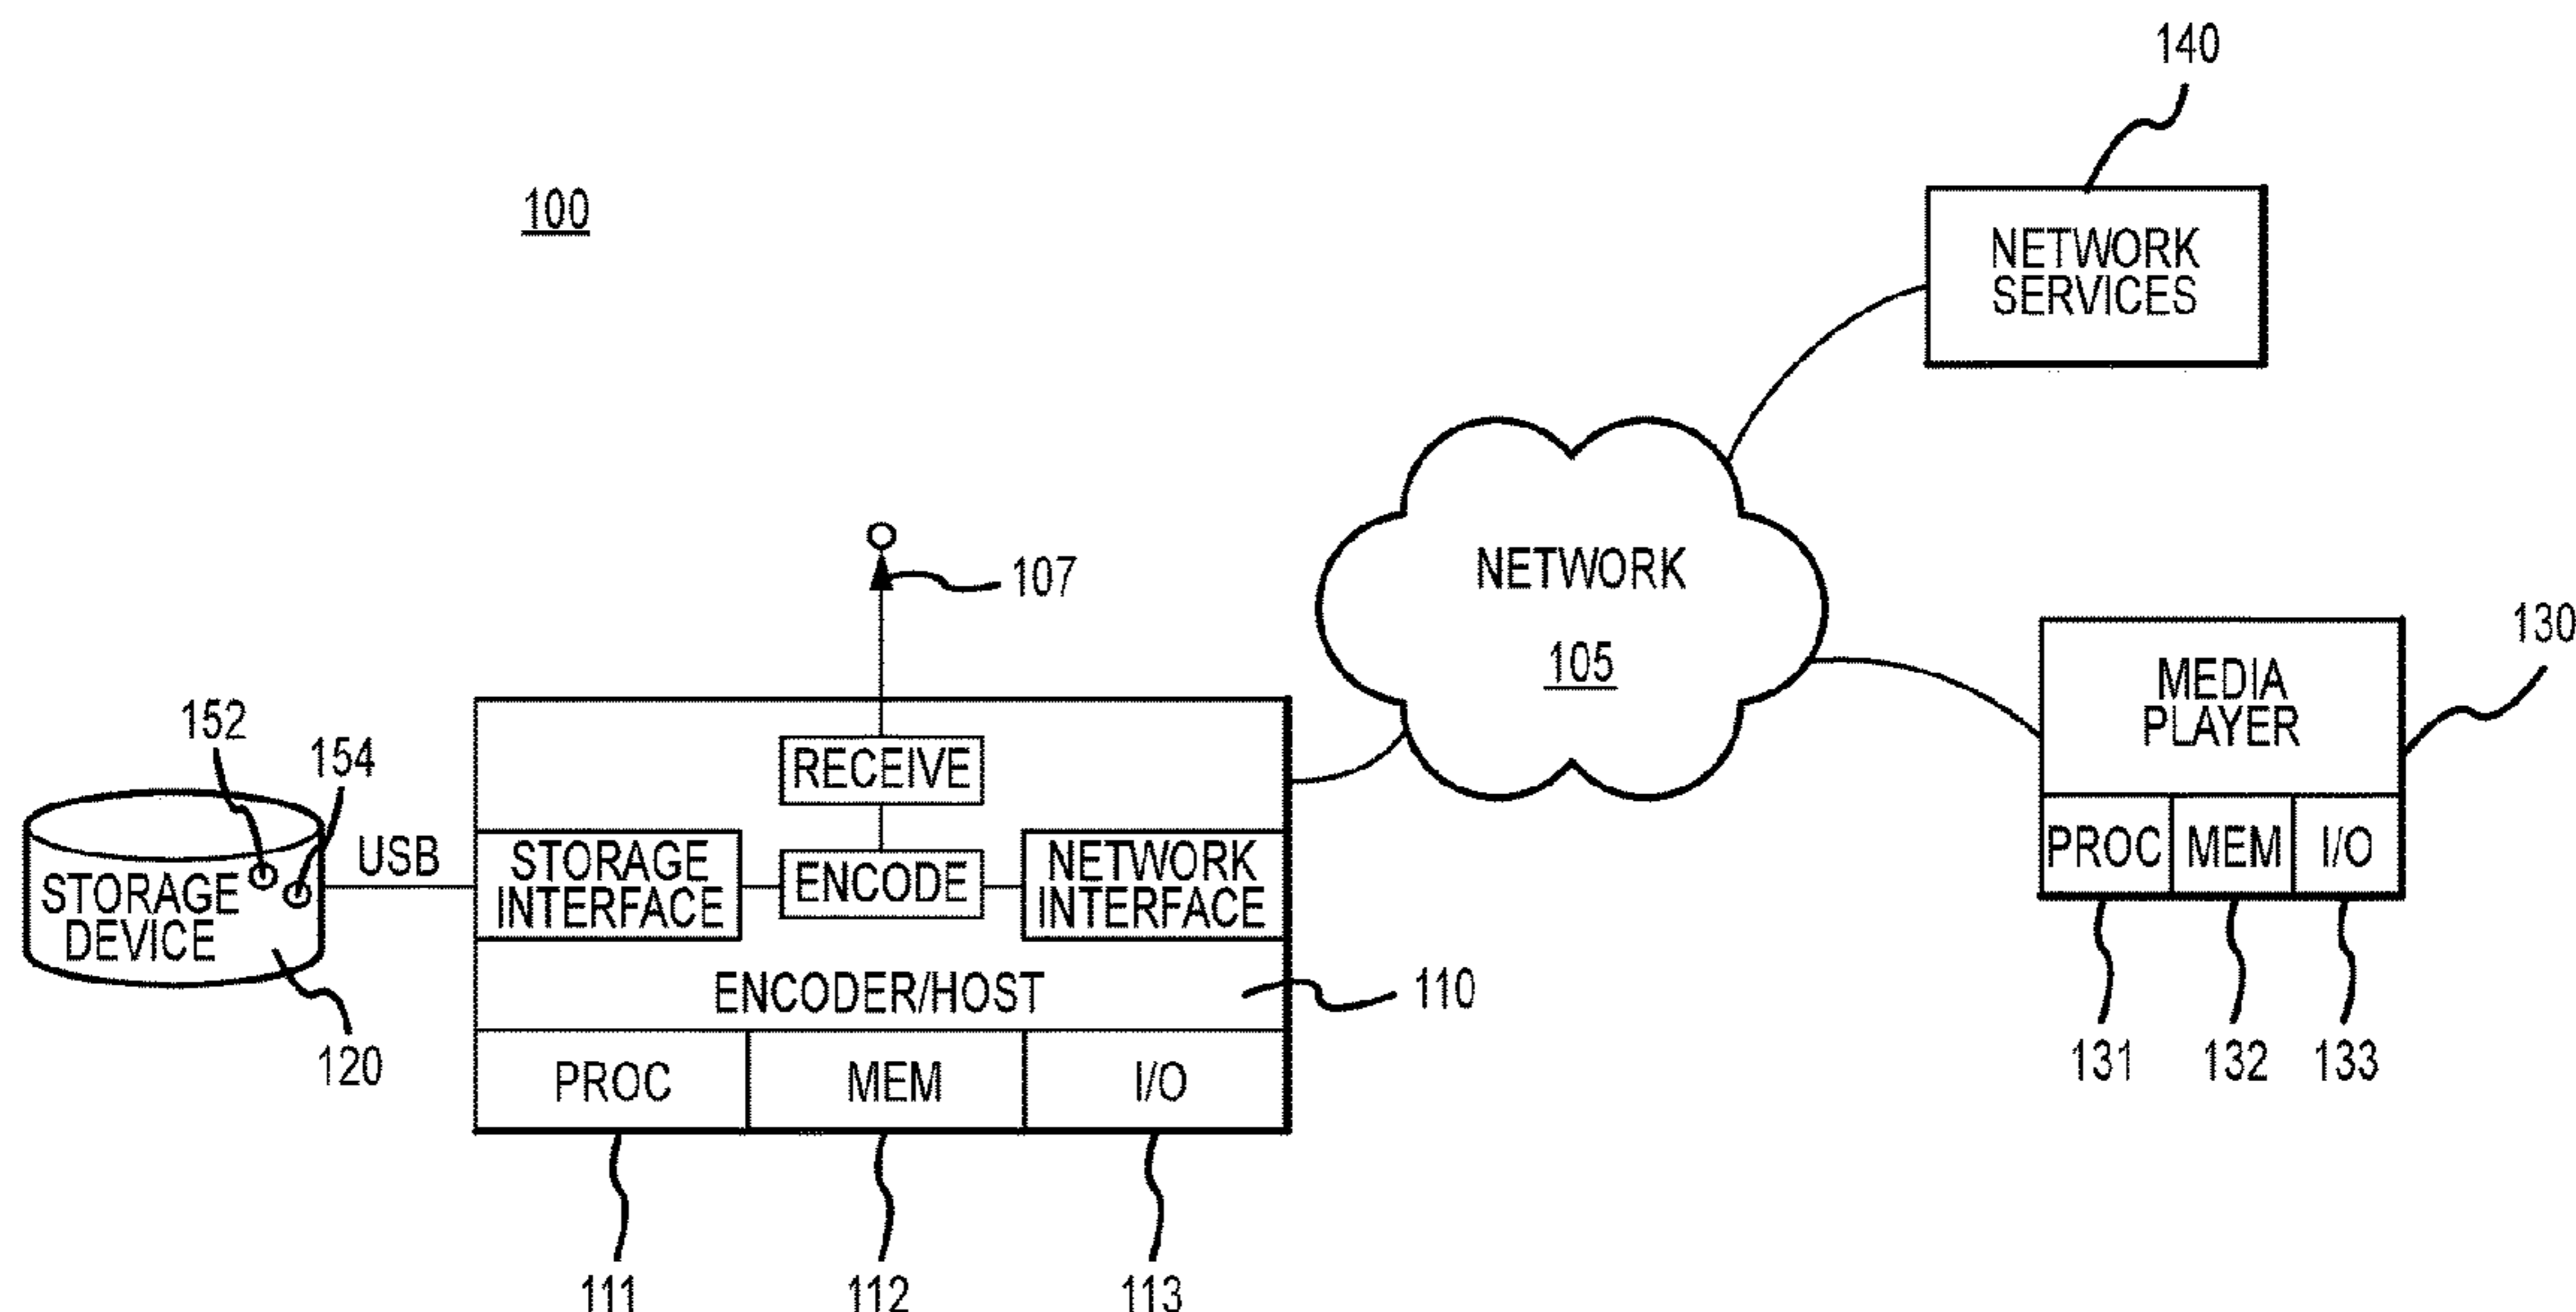 140
100
NETWORK
SERVICES
107
NETWORK
105
130
MEDIA
PLAYER
PROC
MEM
I/O
131
132
133
152
154
USB
STORAGE
DEVICE
120
RECEIVE
STORAGE
INTERFACE
ENCODE
NETWORK
INTERFACE
ENCODER/HOST
110
PROC
MEM
I/O
111
112
113